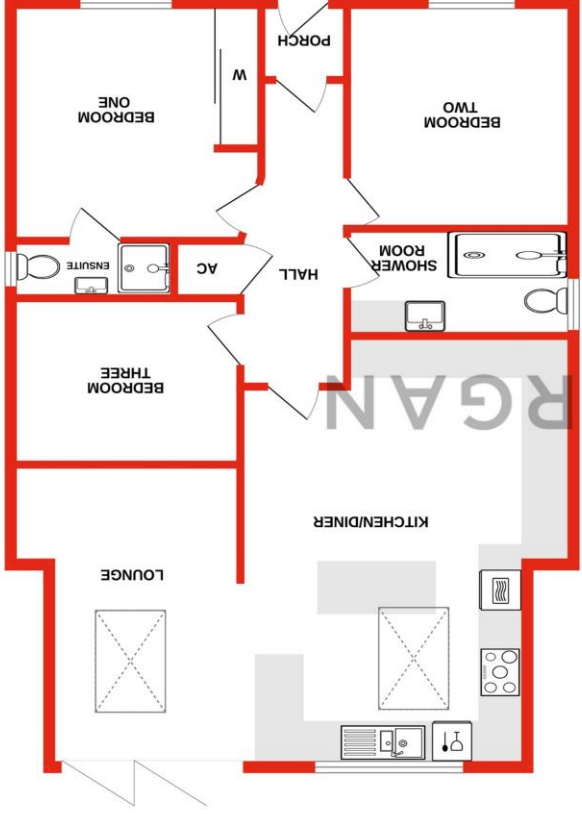 LOUNGE
KITCHEN/DINER
RGAN
BEDROOM
THREE
HALL
AC
ENSUITE
SHOWER
ROOM
BEDROOM
TWO
BEDROOM
ONE
W
PORCH